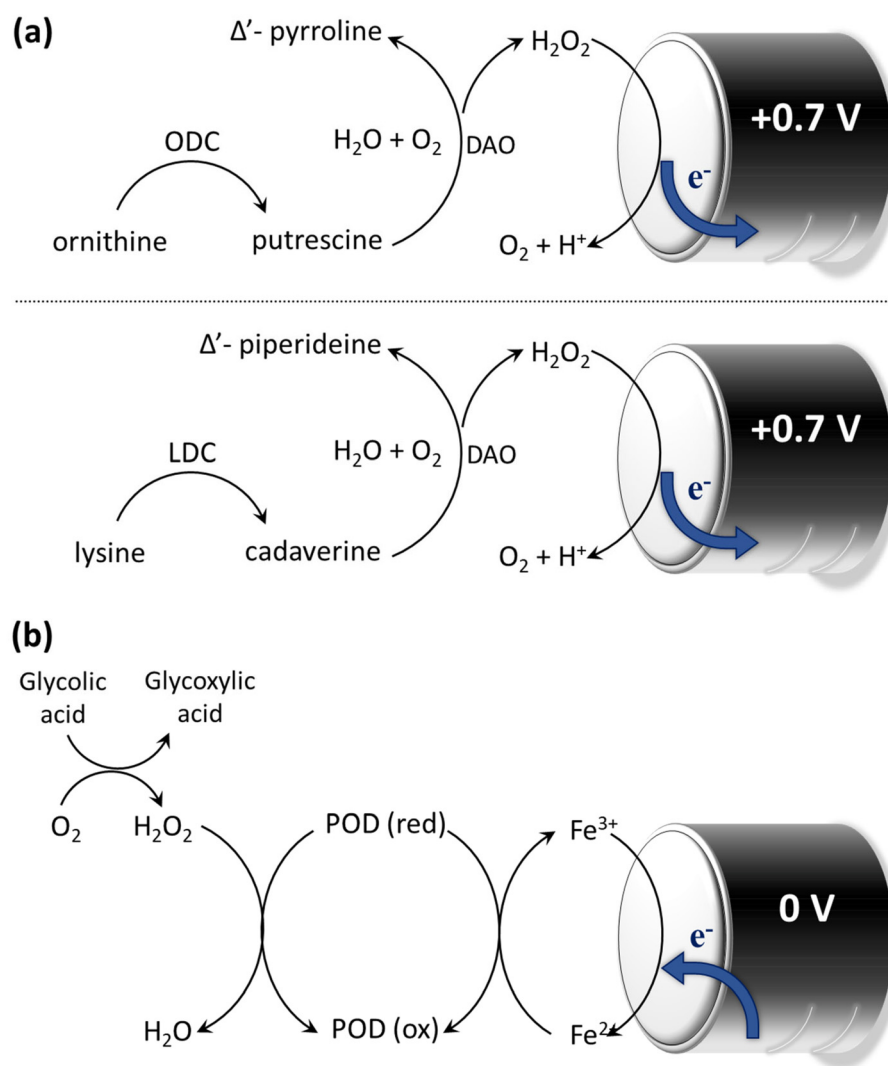 (a)
Δ’- pyrroline
H₂O₂
+0.7 V
ODC
H₂O + O₂
DAO
e⁻
ornithine
putrescine
O₂ + H⁺
Δ’- piperideine
H₂O₂
+0.7 V
LDC
H₂O + O₂
DAO
e⁻
lysine
cadaverine
O₂ + H⁺
(b)
Glycolic
acid
Glycoxylic
acid
O₂
H₂O₂
POD (red)
Fe³⁺
0 V
e⁻
H₂O
POD (ox)
Fe²⁺